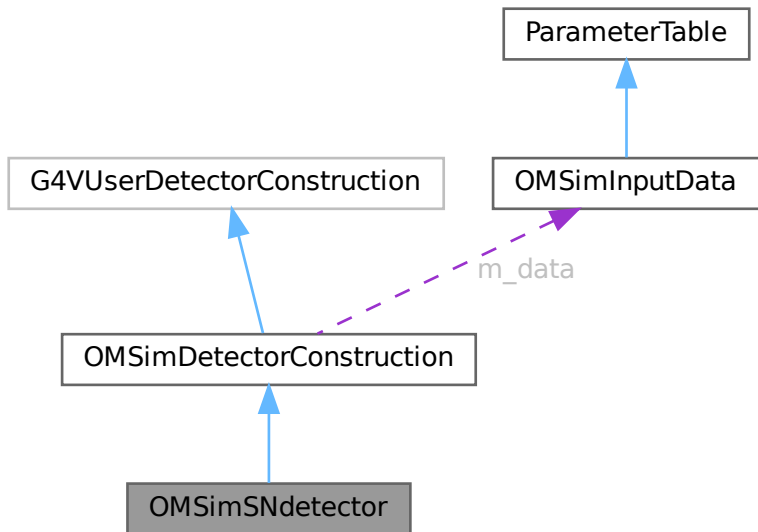 ParameterTable
G4VUserDetectorConstruction
OMSimInputData
m_data
OMSimDetectorConstruction
OMSimSNdetector